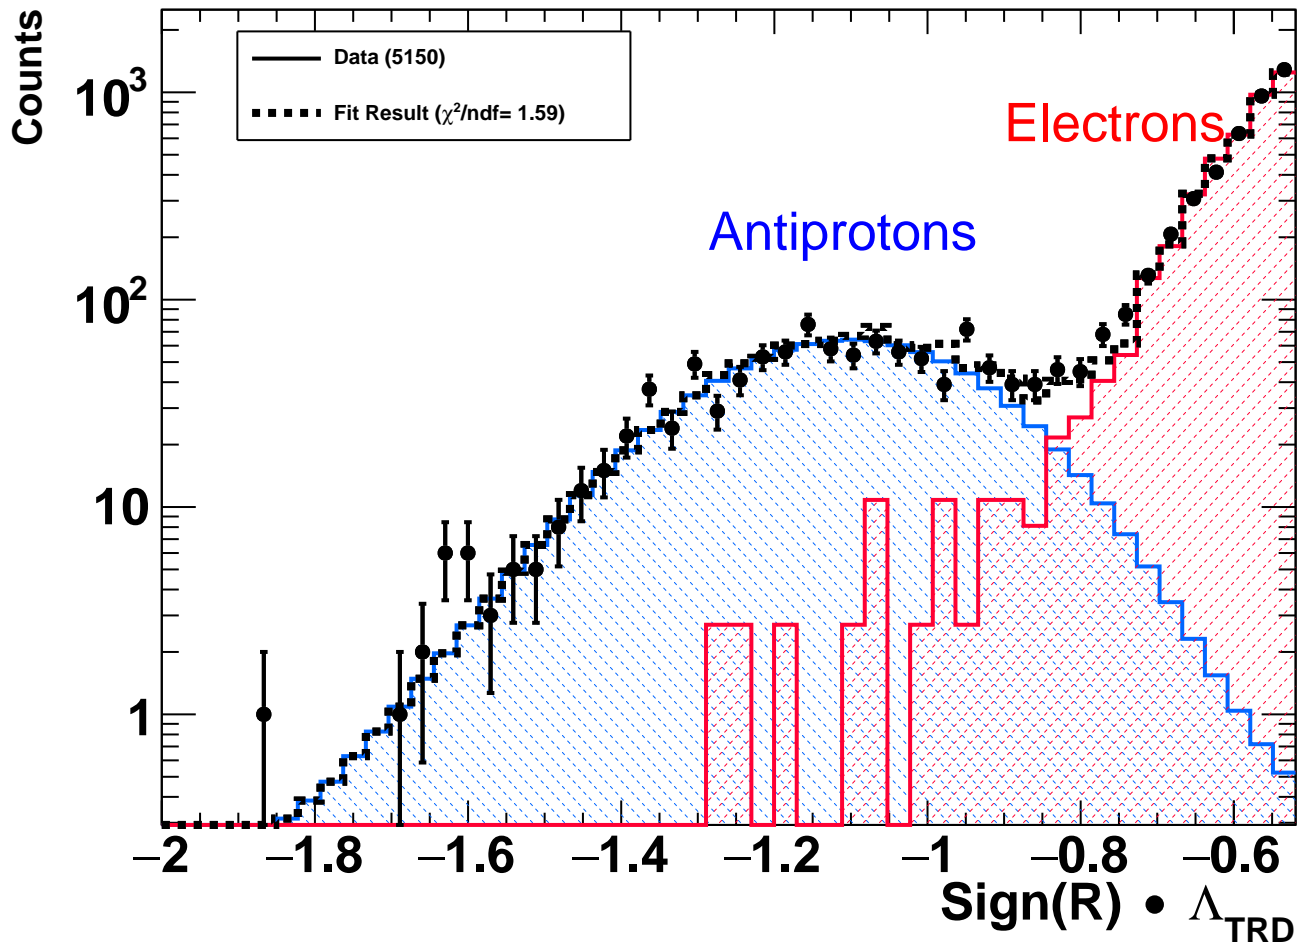 Counts
Data (5150)
Fit Result (χ²/ndf= 1.59)
Electrons
Antiprotons
10³
10²
10
1
−2 −1.8 −1.6 −1.4 −1.2 −1 −0.8 −0.6
Sign(R) • Λ_TRD